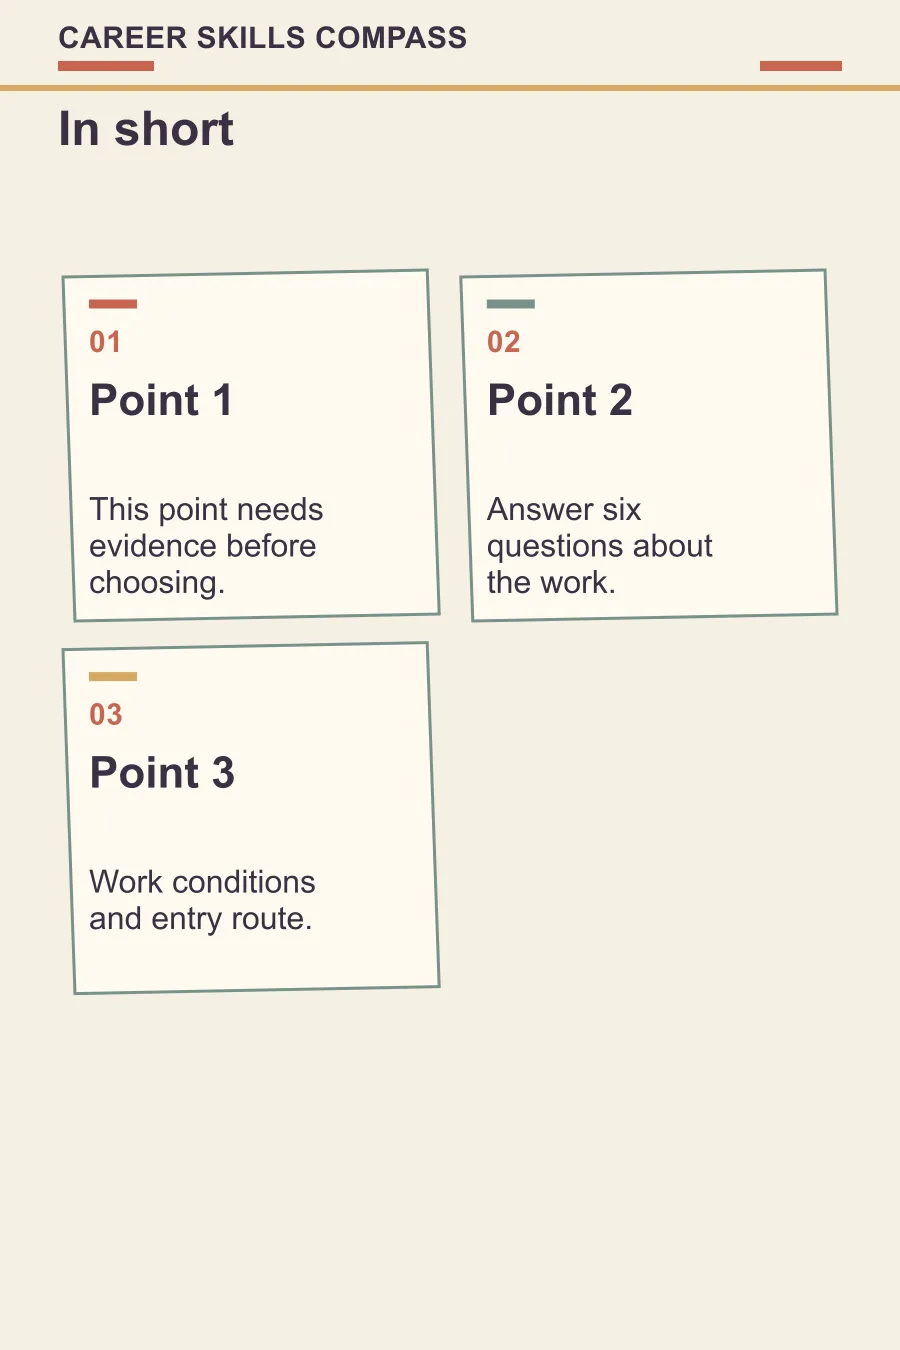 CAREER SKILLS COMPASS
In short
01
Point 1
This point needs
evidence before
choosing.
02
Point 2
Answer six
questions about
the work.
03
Point 3
Work conditions
and entry route.